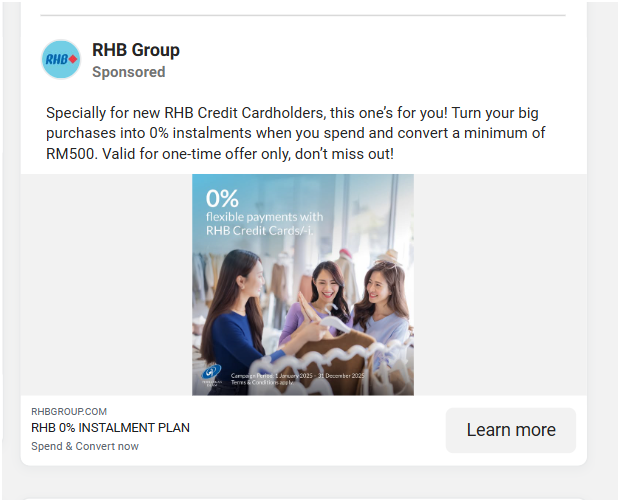 RHB
RHB Group
Sponsored
Specially for new RHB Credit Cardholders, this one's for you! Turn your big
purchases into 0% instalments when you spend and convert a minimum of
RM500. Valid for one-time offer only, don't miss out!
0%
flexible payments with
RHB Credit Cards/-i.
Campaign Period: 1 January 2025 - 31 December 2025
Terms & Conditions apply.
RHBGROUP.COM
RHB 0% INSTALMENT PLAN
Spend & Convert now
Learn more